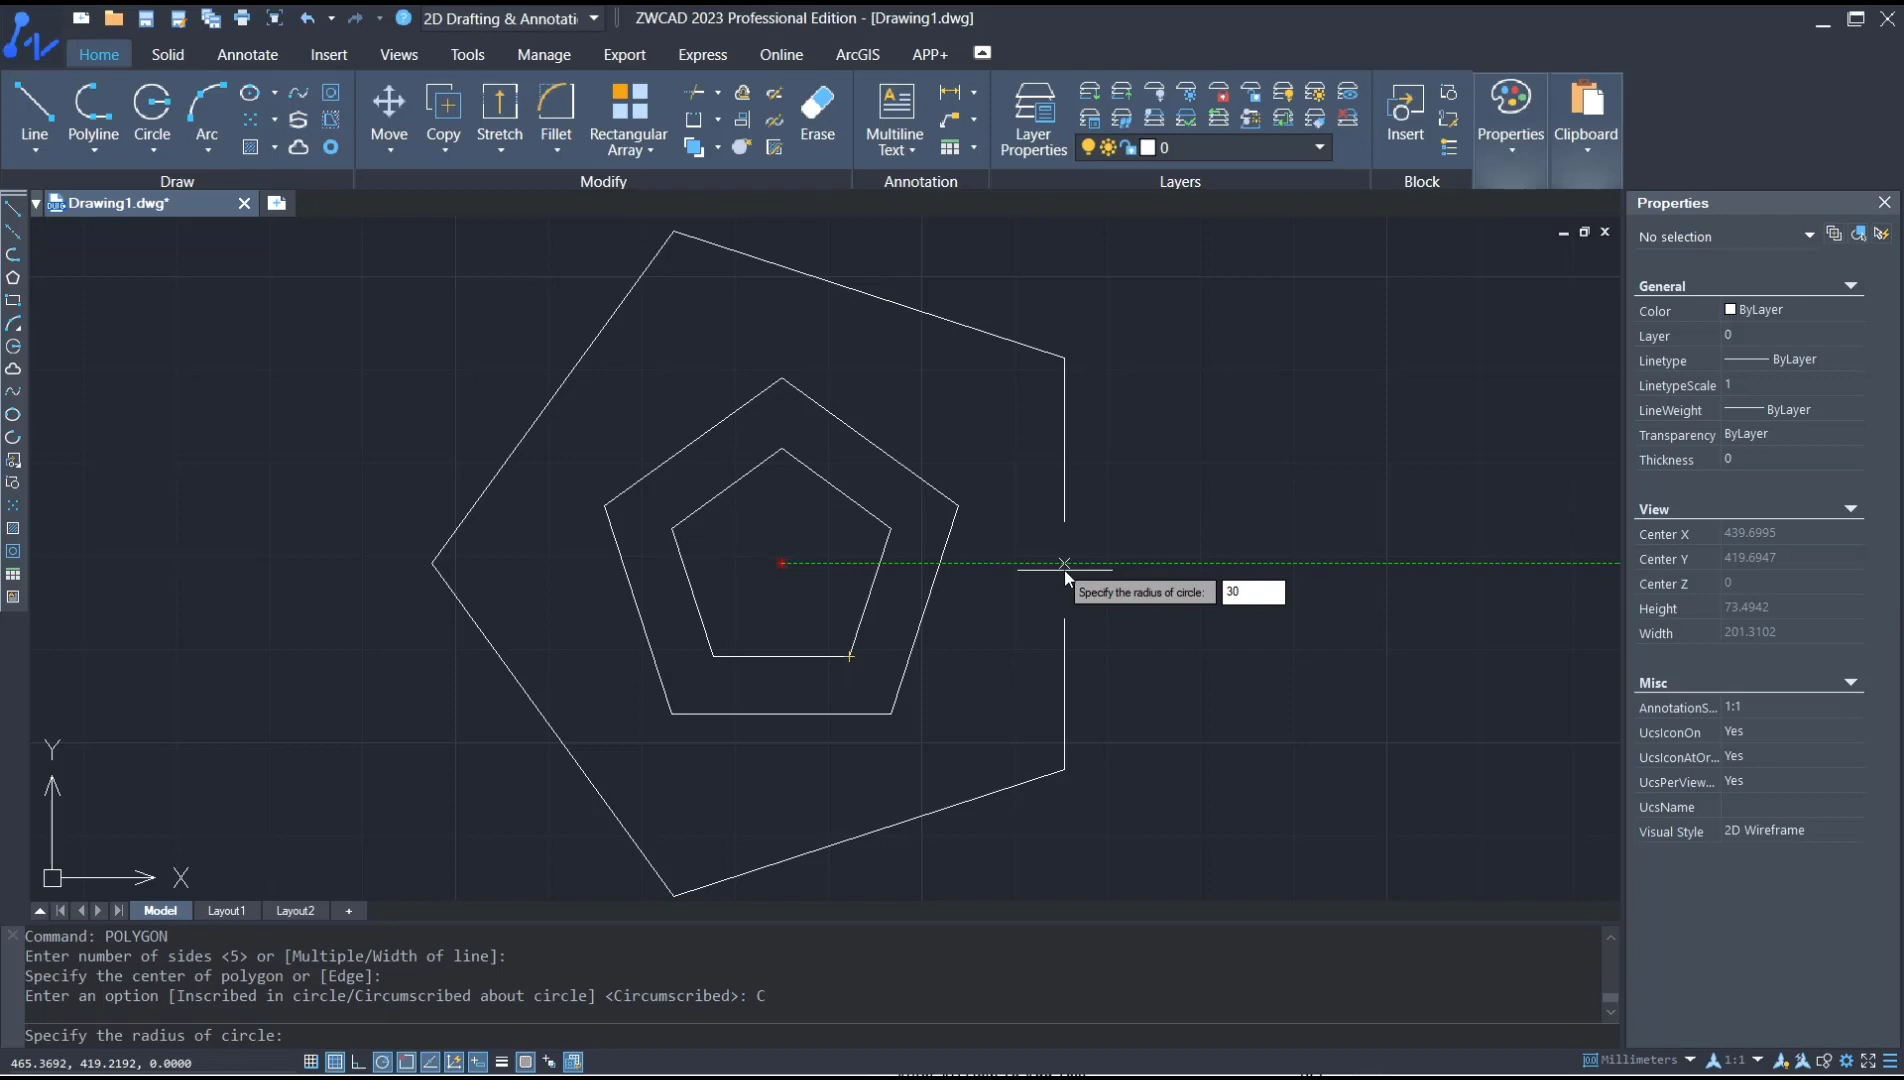 2D Drafting & Annotati
ZWCAD 2023 Professional Edition - [Drawing1.dwg]
Home Solid Annotate Insert Views Tools Manage Export Express Online ArcGIS APP+
Line Polyline Circle Arc
Move Copy Stretch Fillet Rectangular Array Erase
Multiline Text
Layer Properties
0
Insert
Properties Clipboard
Draw Modify Annotation Layers Block
Drawing1.dwg*
Properties
No selection
General
Color ByLayer
Layer 0
Linetype ByLayer
LinetypeScale 1
LineWeight ByLayer
Transparency ByLayer
Thickness 0
View
Center X 439.6995
Center Y 419.6947
Center Z 0
Height 73.4942
Width 201.3102
Misc
AnnotationS... 1:1
UcsIconOn Yes
UcsIconAtOr... Yes
UcsPerView... Yes
UcsName
Visual Style 2D Wireframe
Specify the radius of circle: 30
Y
X
Model Layout1 Layout2 +
Command: POLYGON
Enter number of sides <5> or [Multiple/Width of line]:
Specify the center of polygon or [Edge]:
Enter an option [Inscribed in circle/Circumscribed about circle] <Circumscribed>: C
Specify the radius of circle:
465.3692, 419.2192, 0.0000
Millimeters 1:1